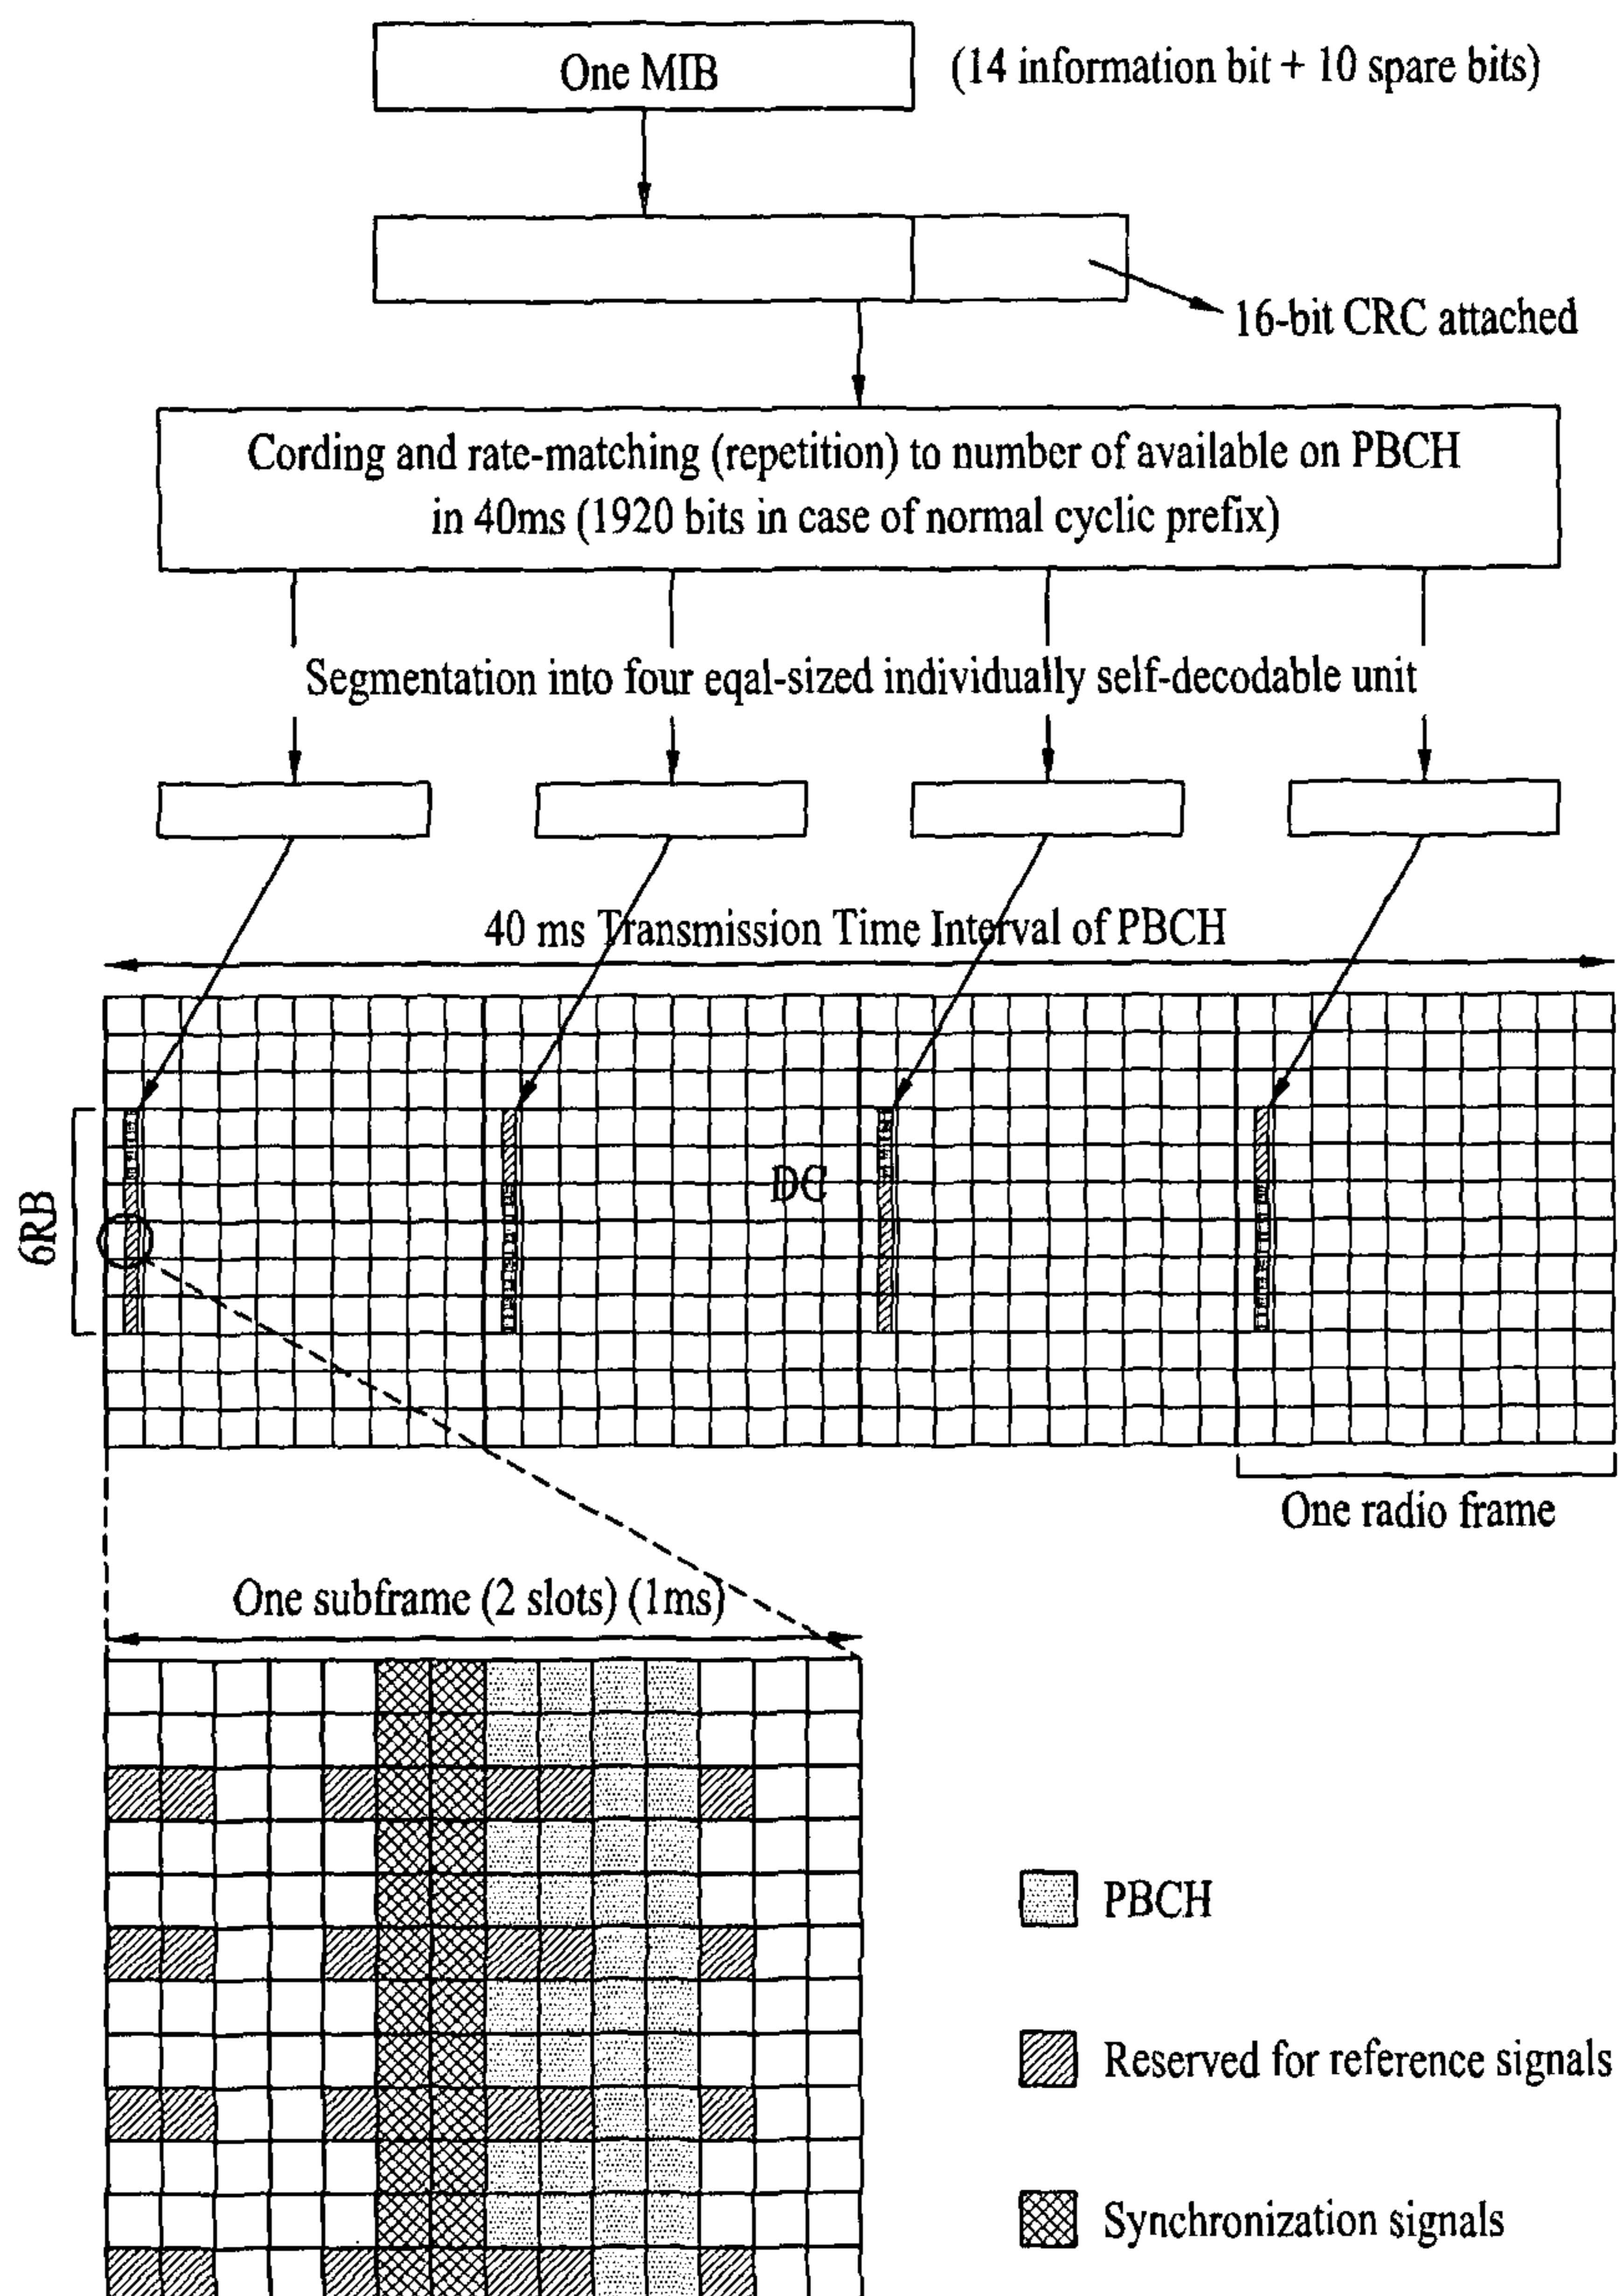 One MIB
(14 information bit + 10 spare bits)
16-bit CRC attached
Cording and rate-matching (repetition) to number of available on PBCH
in 40ms (1920 bits in case of normal cyclic prefix)
Segmentation into four eqal-sized individually self-decodable unit
40 ms Transmission Time Interval of PBCH
6RB
DC
One radio frame
One subframe (2 slots) (1ms)
PBCH
Reserved for reference signals
Synchronization signals